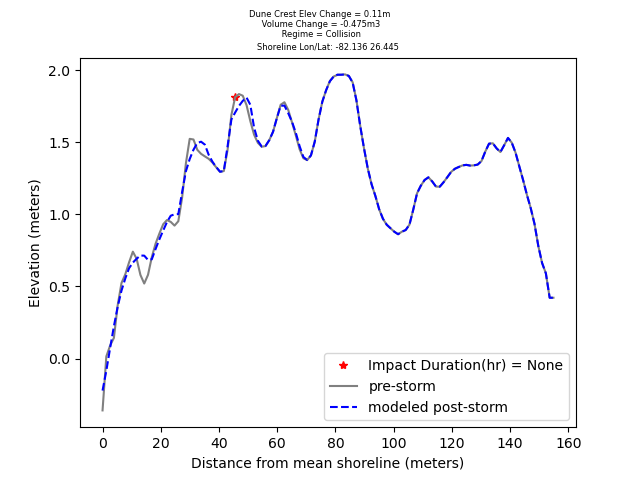 Dune Crest Elev Change = 0.11m
Volume Change = -0.475m3
Regime = Collision
Shoreline Lon/Lat: -82.136 26.445
2.0
1.5
1.0
0.5
0.0
Elevation (meters)
Impact Duration(hr) = None
pre-storm
modeled post-storm
0 20 40 60 80 100 120 140 160
Distance from mean shoreline (meters)